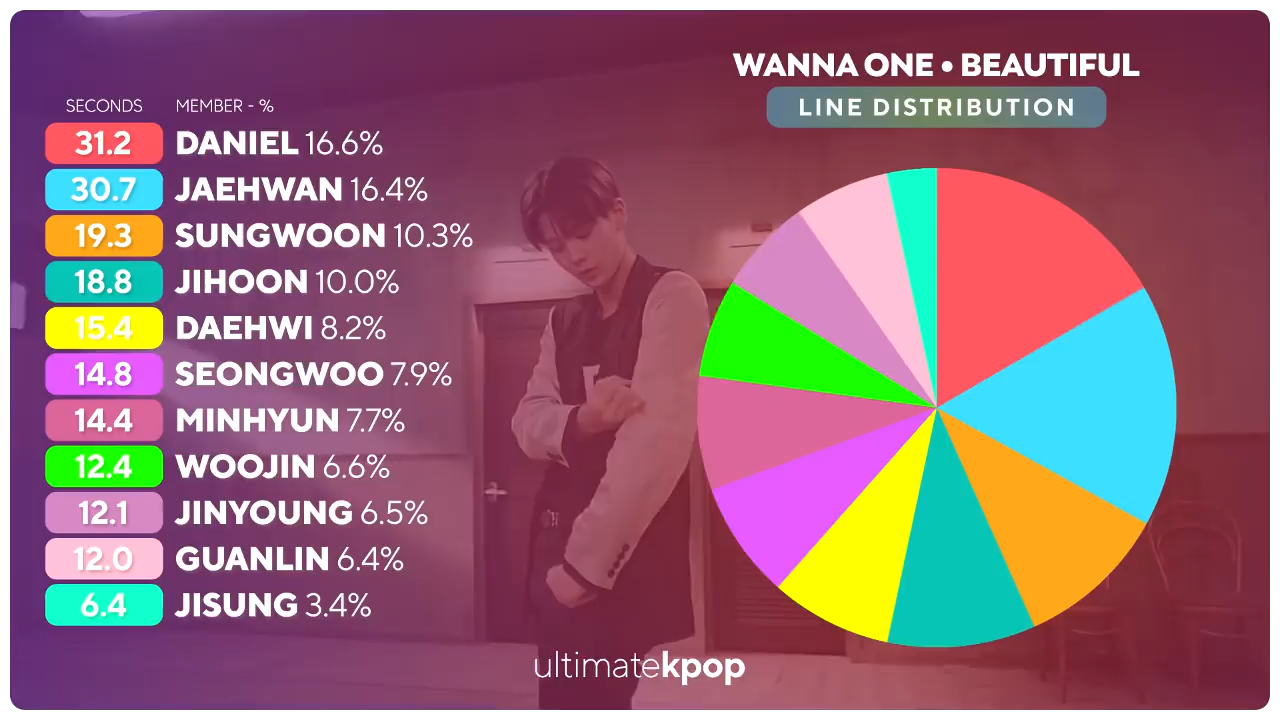 WANNA ONE • BEAUTIFUL
LINE DISTRIBUTION
SECONDS MEMBER - %
31.2 DANIEL 16.6%
30.7 JAEHWAN 16.4%
19.3 SUNGWOON 10.3%
18.8 JIHOON 10.0%
15.4 DAEHWI 8.2%
14.8 SEONGWOO 7.9%
14.4 MINHYUN 7.7%
12.4 WOOJIN 6.6%
12.1 JINYOUNG 6.5%
12.0 GUANLIN 6.4%
6.4 JISUNG 3.4%
ultimatekpop